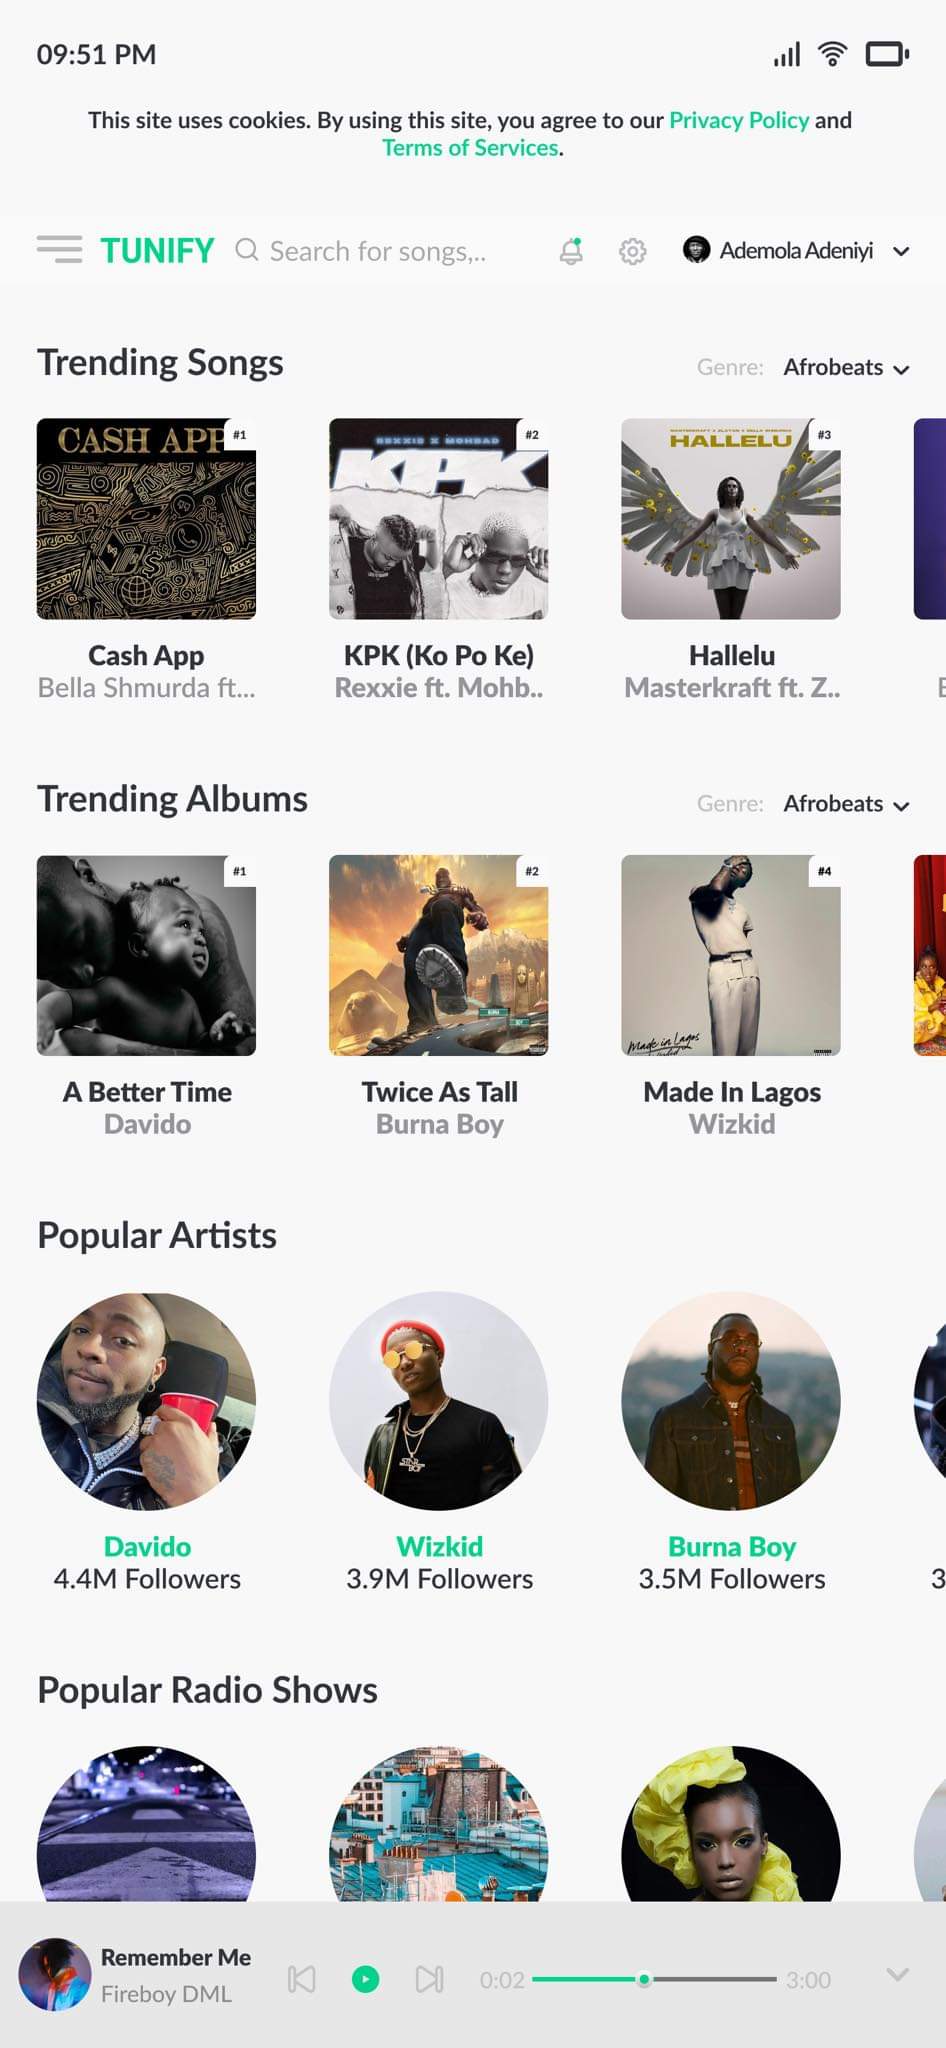 09:51 PM
This site uses cookies. By using this site, you agree to our Privacy Policy and
Terms of Services.
TUNIFY Search for songs,.. Ademola Adeniyi
Trending Songs Genre: Afrobeats
CASH APP #1
REXXIE X MOHBAD #2
KPK
HALLELU #3
Cash App KPK (Ko Po Ke) Hallelu
Bella Shmurda ft... Rexxie ft. Mohb.. Masterkraft ft. Z..
Trending Albums Genre: Afrobeats
#1 #2 #4
Made in Lagos
A Better Time Twice As Tall Made In Lagos
Davido Burna Boy Wizkid
Popular Artists
STAR
BOY
Davido Wizkid Burna Boy
4.4M Followers 3.9M Followers 3.5M Followers 3
Popular Radio Shows
Remember Me
Fireboy DML 0:02 3:00